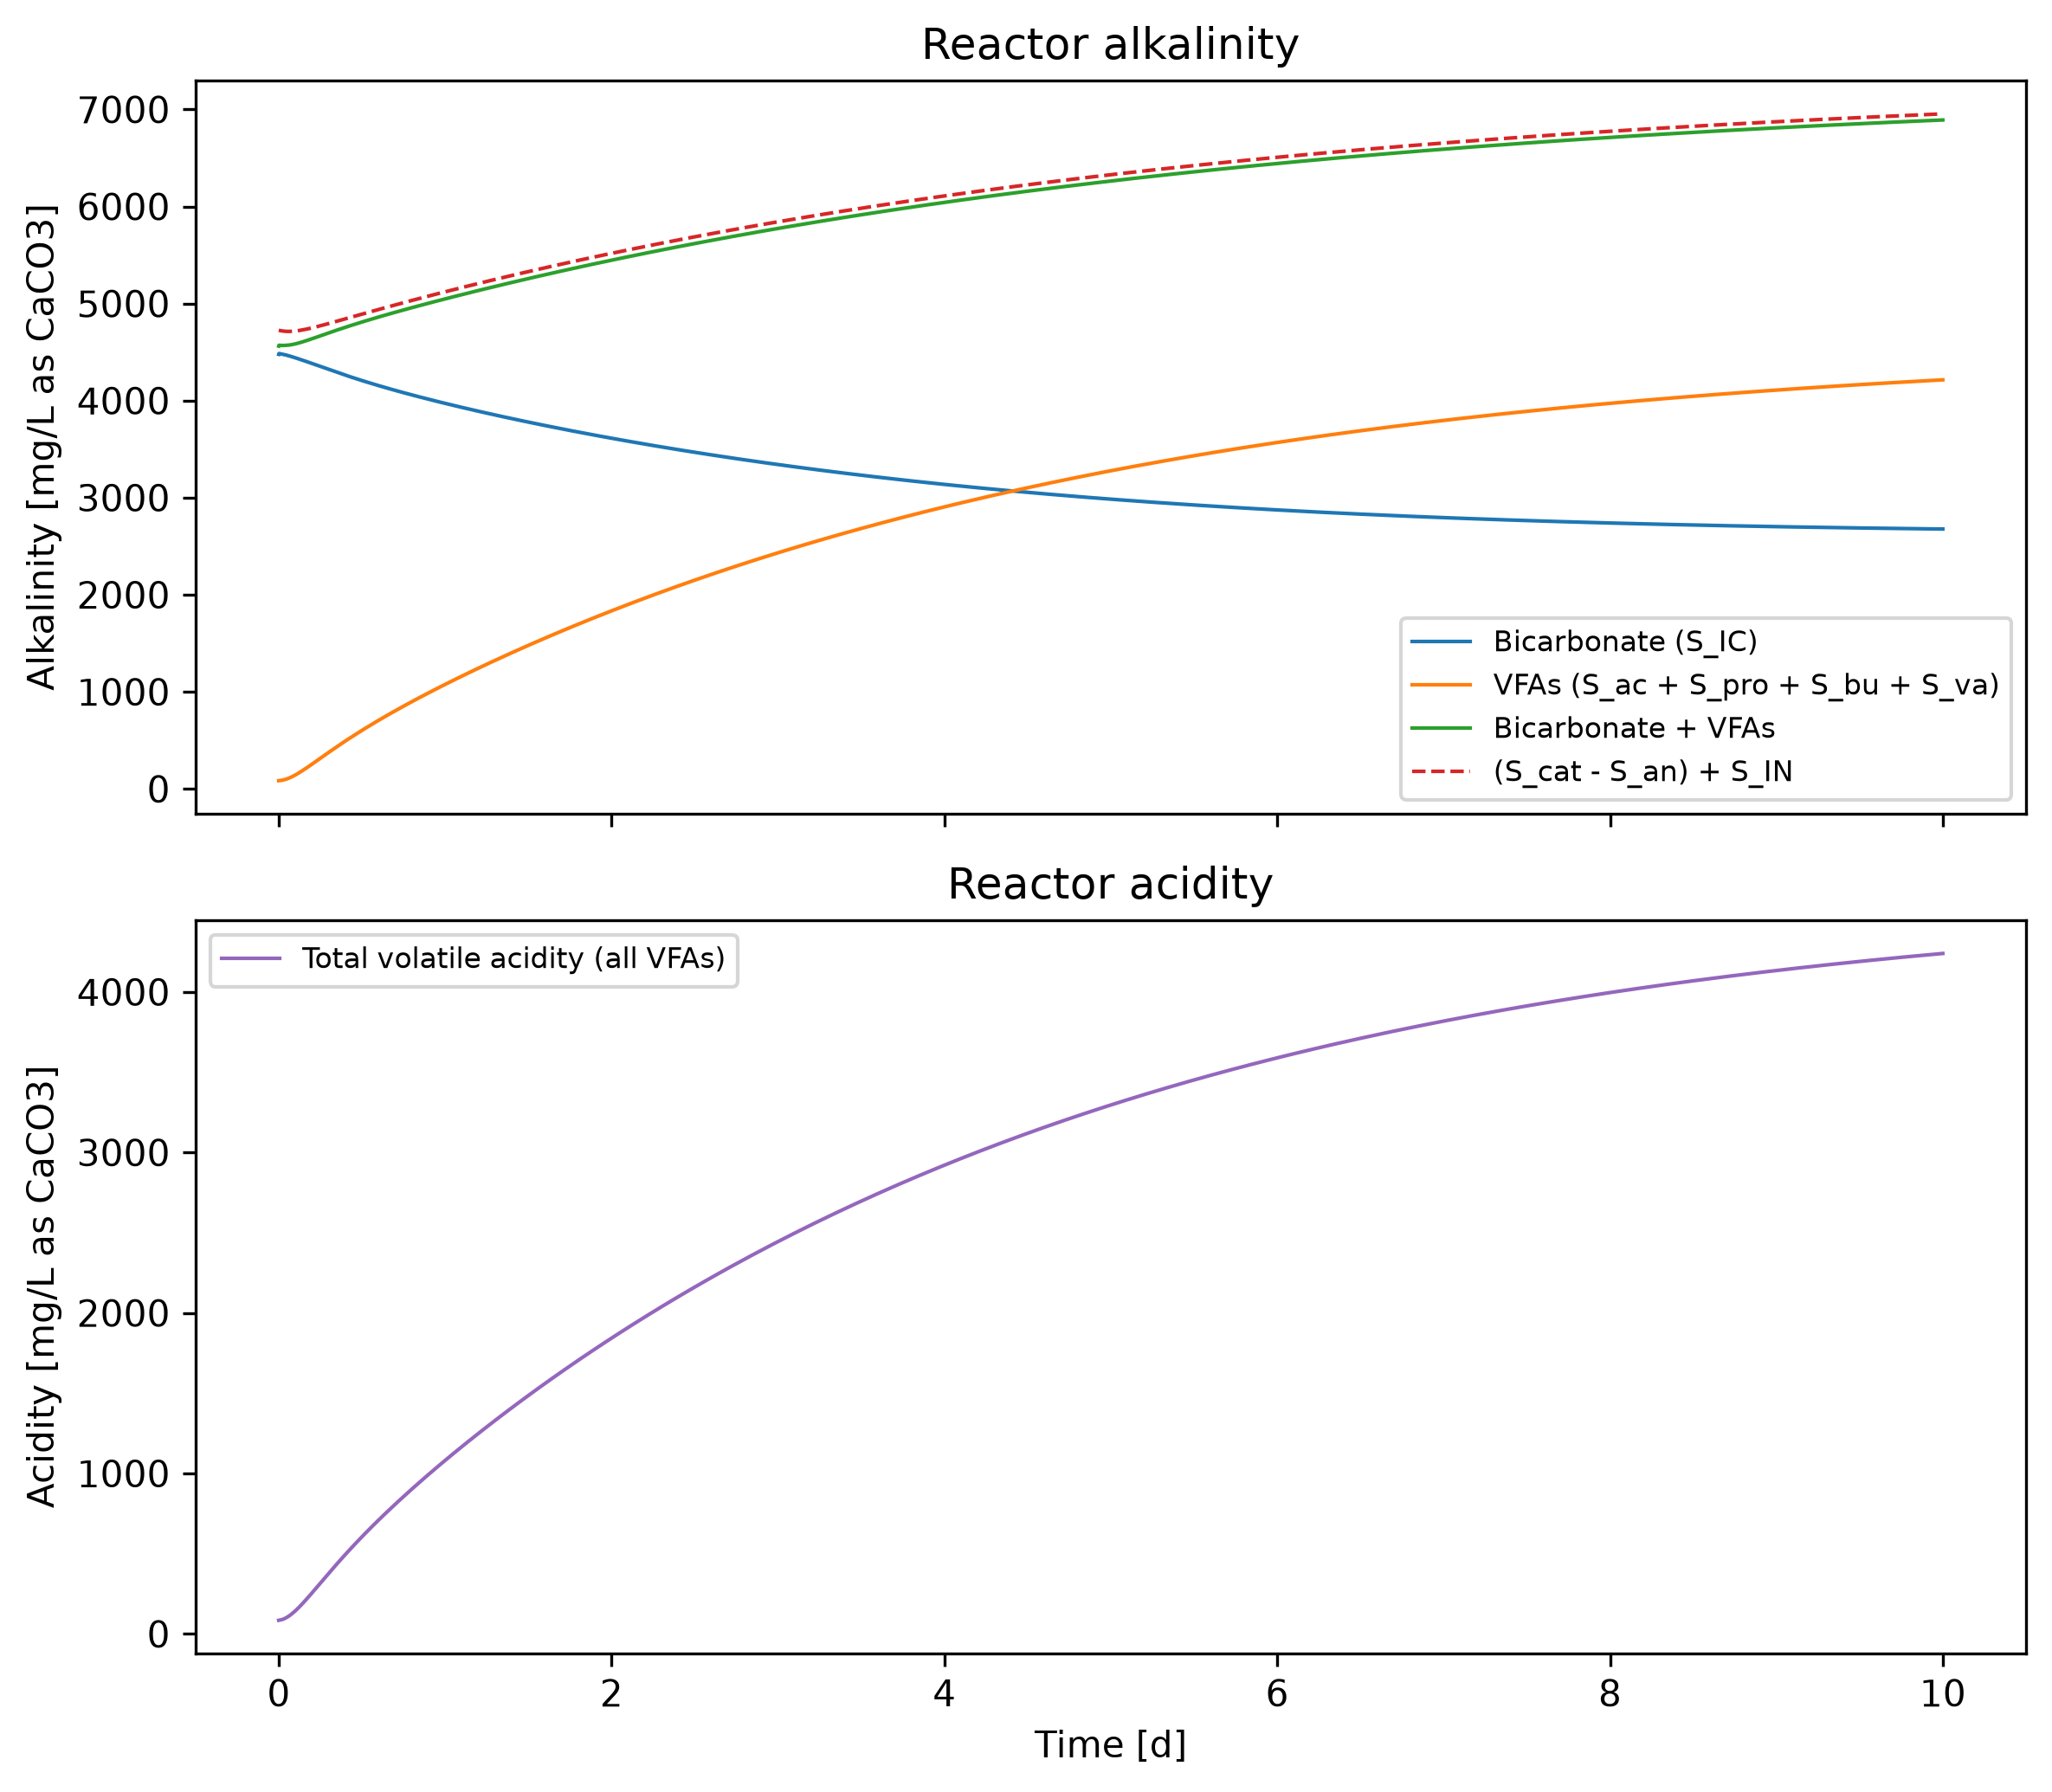 Reactor alkalinity
Alkalinity [mg/L as CaCO3]
7000
6000
5000
4000
3000
2000
1000
0
Bicarbonate (S_IC)
VFAs (S_ac + S_pro + S_bu + S_va)
Bicarbonate + VFAs
(S_cat - S_an) + S_IN
Reactor acidity
Acidity [mg/L as CaCO3]
Total volatile acidity (all VFAs)
4000
3000
2000
1000
0
0 2 4 6 8 10
Time [d]